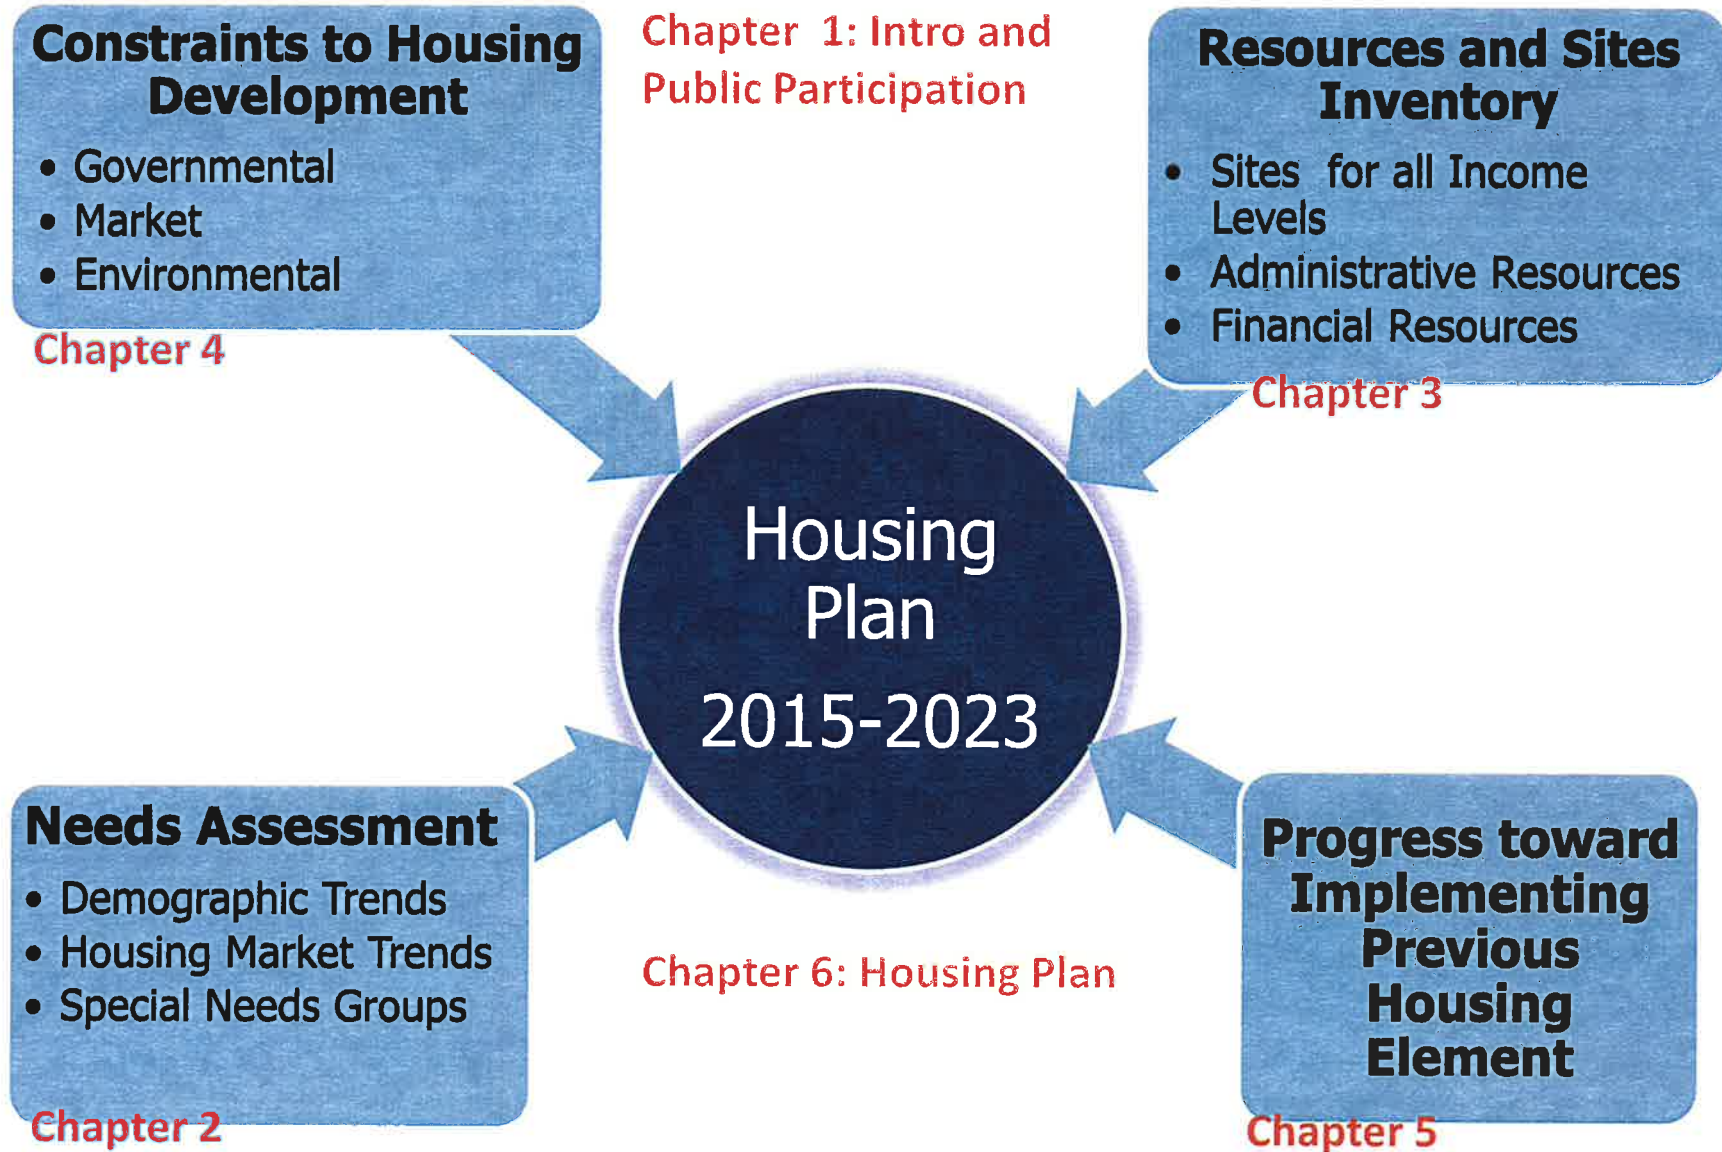 Constraints to Housing
Development
• Governmental
• Market
• Environmental
Chapter 4
Chapter 1: Intro and
Public Participation
Resources and Sites
Inventory
• Sites for all Income
Levels
• Administrative Resources
• Financial Resources
Chapter 3
Housing
Plan
2015-2023
Needs Assessment
• Demographic Trends
• Housing Market Trends
• Special Needs Groups
Chapter 2
Chapter 6: Housing Plan
Progress toward
Implementing
Previous
Housing
Element
Chapter 5